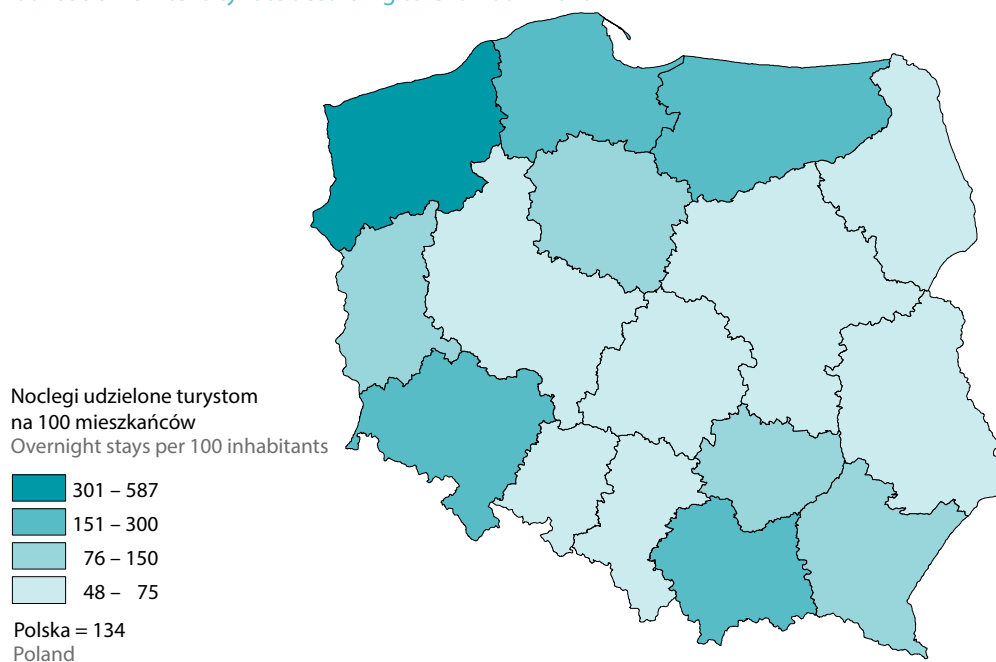 Noclegi udzielone turystom
na 100 mieszkańców
Overnight stays per 100 inhabitants
301 – 587
151 – 300
76 – 150
48 – 75
Polska = 134
Poland